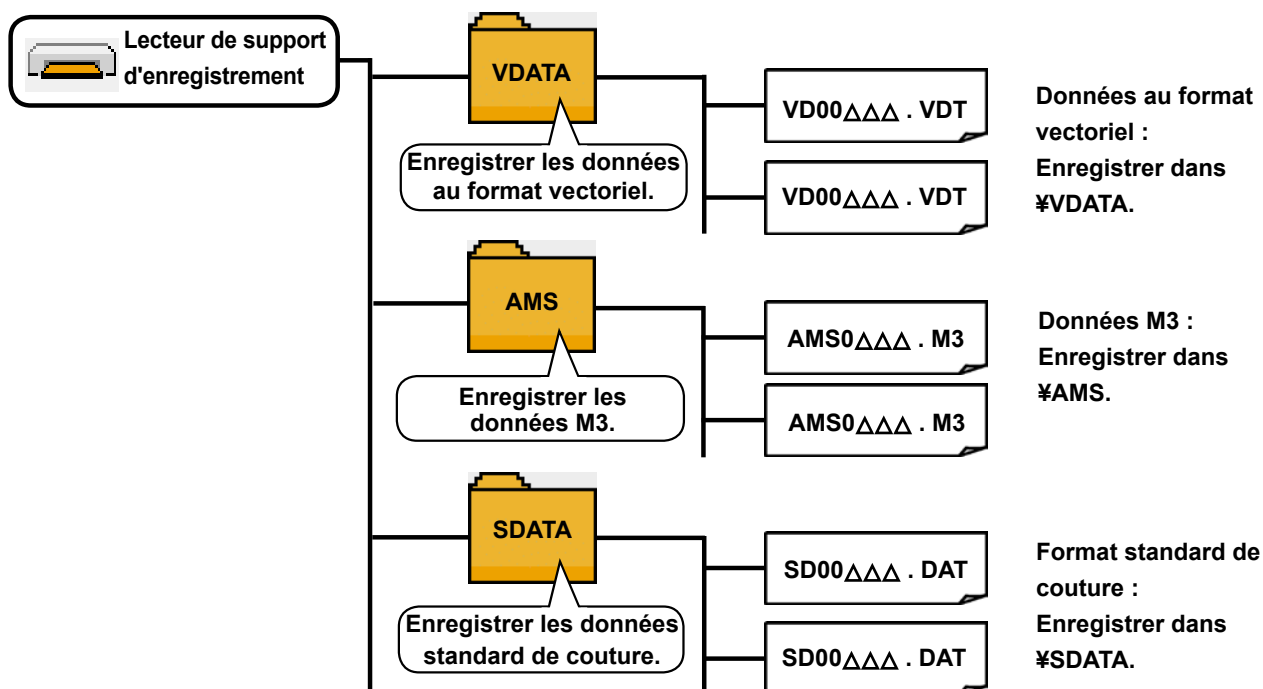 Lecteur de support
d'enregistrement
VDATA
Enregistrer les données
au format vectoriel.
VD00△△△ . VDT
VD00△△△ . VDT
Données au format
vectoriel :
Enregistrer dans
¥VDATA.
AMS
Enregistrer les
données M3.
AMS0△△△ . M3
AMS0△△△ . M3
Données M3 :
Enregistrer dans
¥AMS.
SDATA
Enregistrer les données
standard de couture.
SD00△△△ . DAT
SD00△△△ . DAT
Format standard de
couture :
Enregistrer dans
¥SDATA.